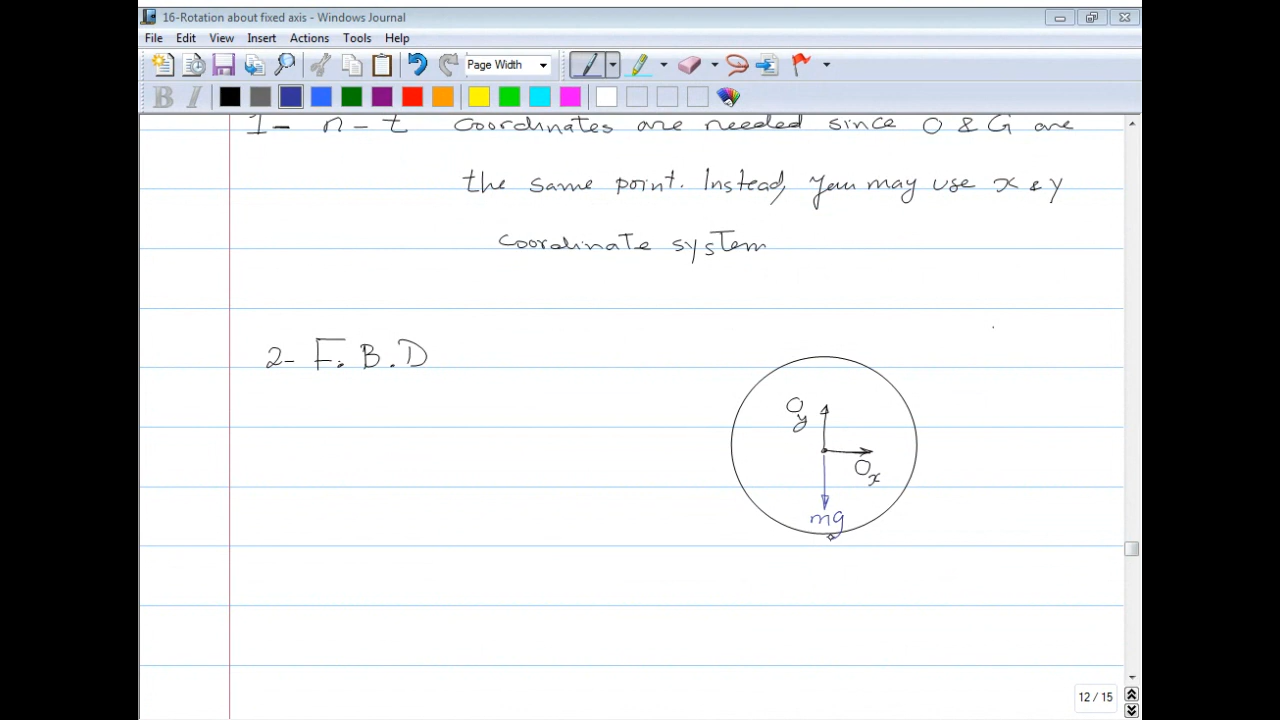 16-Rotation about fixed axis - Windows Journal
File Edit View Insert Actions Tools Help
Page Width
B I
1- n - t coordinates are needed since O & G are
the same point. Instead, you may use x & y
coordinate system
2- F.B.D
Oy
Ox
mg
12 / 15